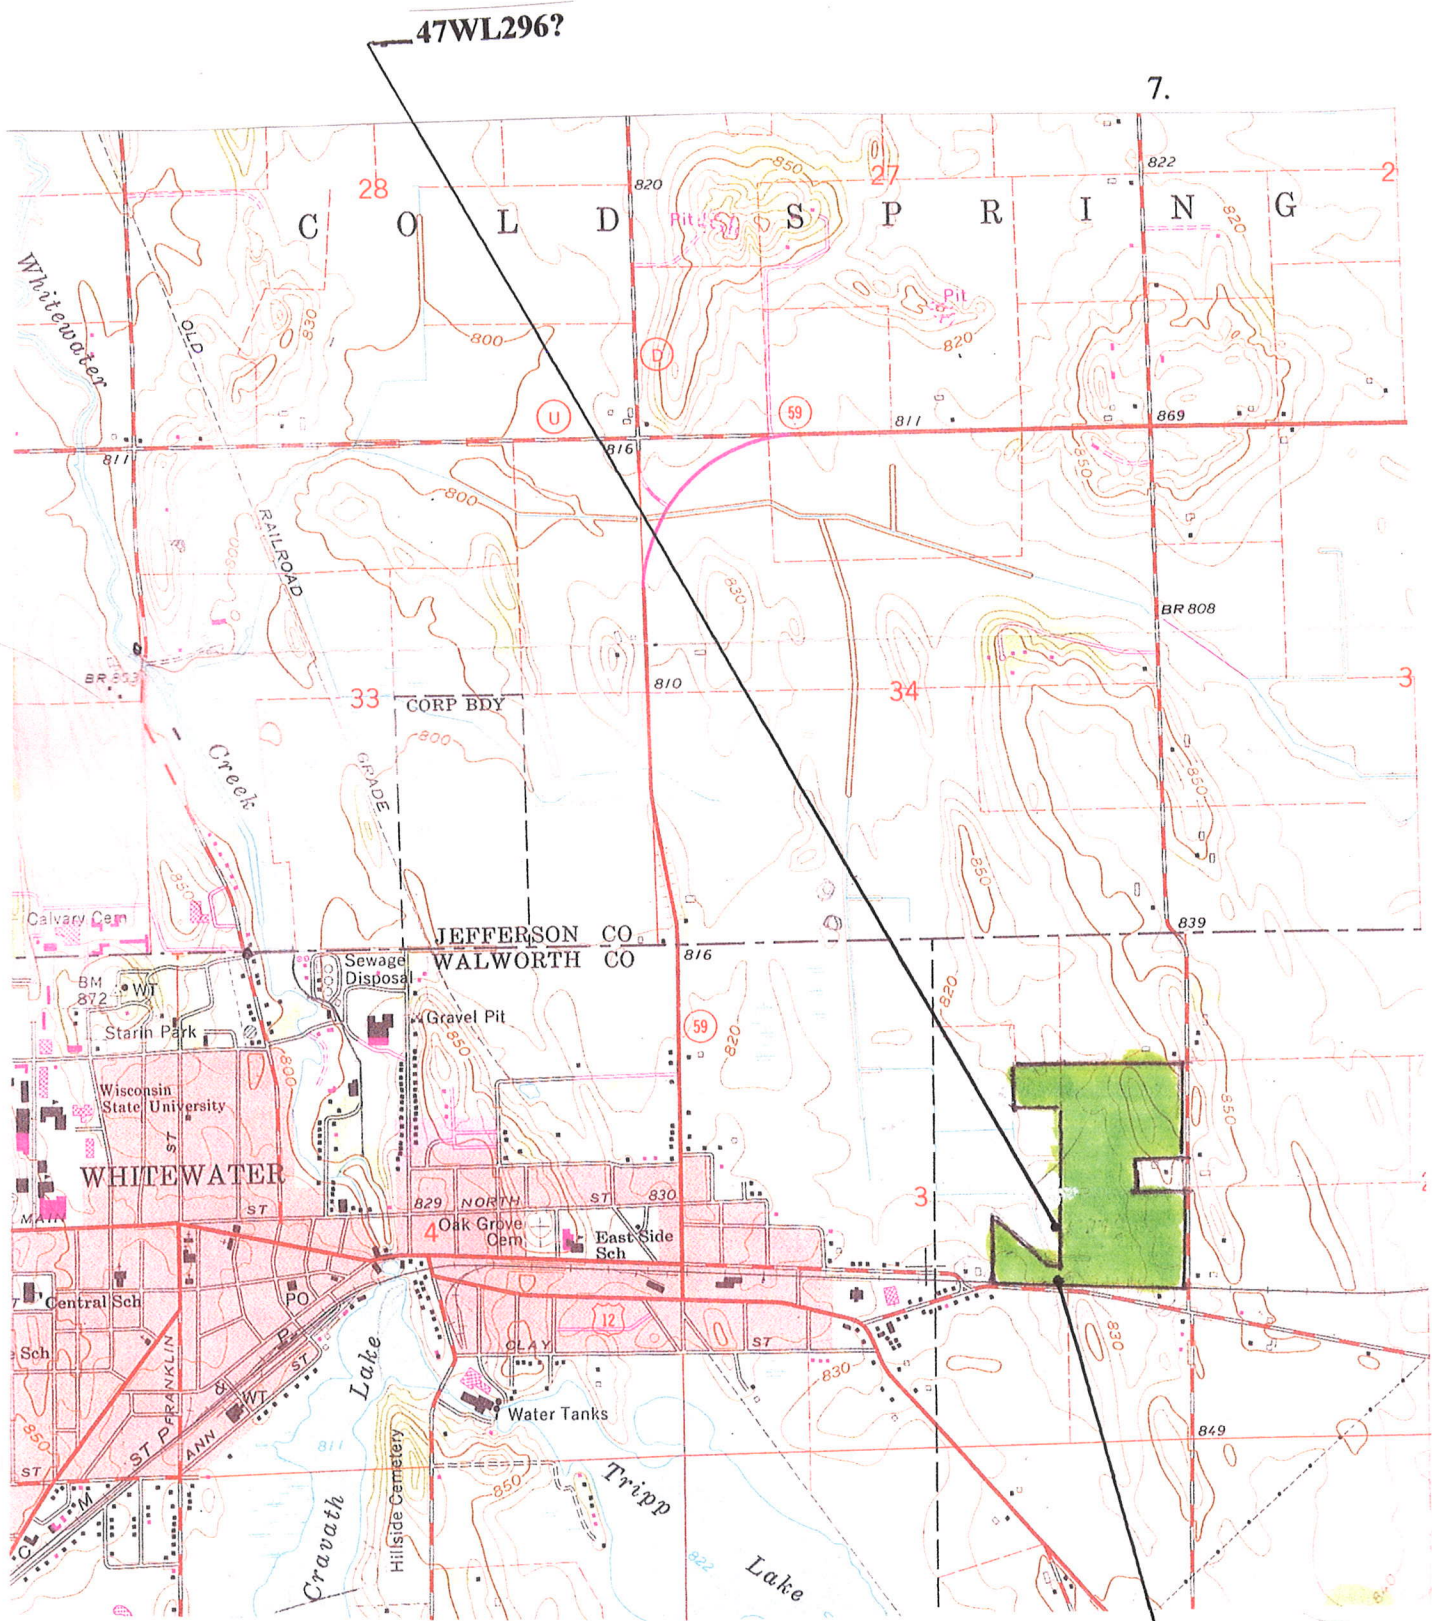 47WL296?
7.
28
850
27
822
2
820
C O L D S P R I N G
Pit
820
Whitewater
OLD
830
800
Pit
820
D
U
59
811
869
811
816
850
800
RAILROAD
800
830
BR 808
BR 803
33
CORP BDY
810
34
3
800
Creek
GRADE
850
850
850
Calvary Cem
JEFFERSON CO
WALWORTH CO
839
816
Sewage
Disposal
BM
872
WT
820
Starin Park
Gravel Pit
59
820
850
800
850
Wisconsin
State University
ST
WHITEWATER
3
829
NORTH
ST
830
MAIN
ST
4
Oak Grove
Cem
East Side
Sch
Central Sch
PO
12
Sch
P
CLAY
ST
830
FRANKLIN
ST
830
Lake
&
WT
Water Tanks
850
ST P
ANN
811
849
ST
Hillside Cemetery
850
Tripp
M
Cravath
822
Lake
C